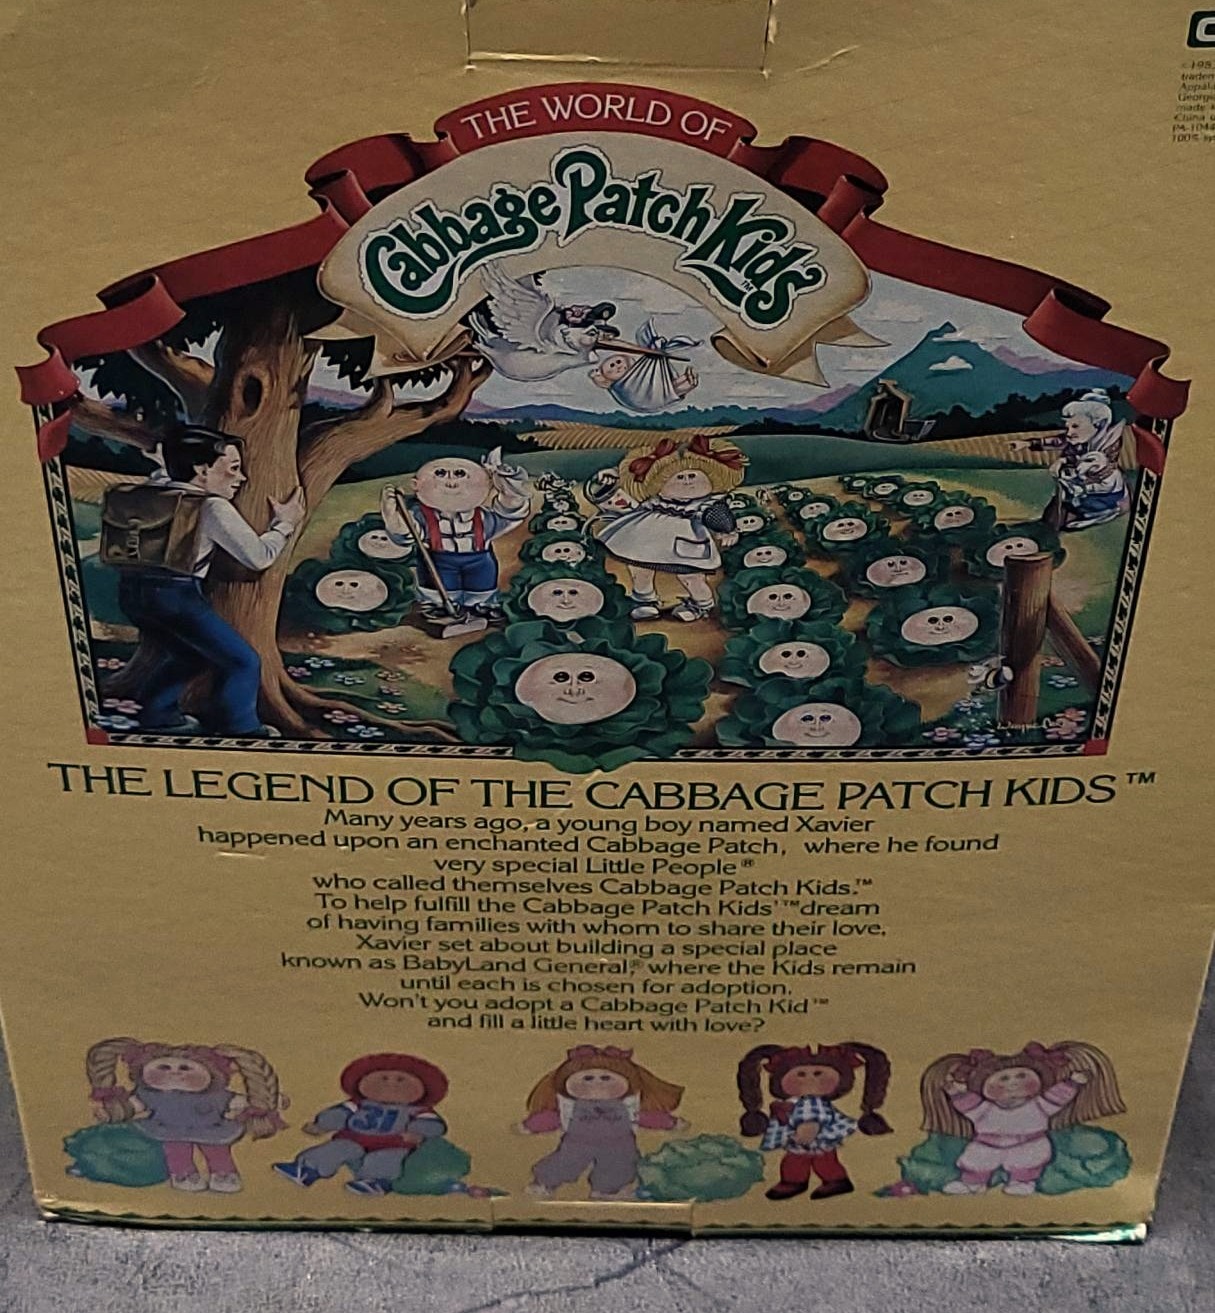 THE WORLD OF
Cabbage Patch Kids™
THE LEGEND OF THE CABBAGE PATCH KIDS™
Many years ago, a young boy named Xavier
happened upon an enchanted Cabbage Patch, where he found
very special Little People®
who called themselves Cabbage Patch Kids.™
To help fulfill the Cabbage Patch Kids'™ dream
of having families with whom to share their love,
Xavier set about building a special place
known as BabyLand General,® where the Kids remain
until each is chosen for adoption.
Won't you adopt a Cabbage Patch Kid™
and fill a little heart with love?
31